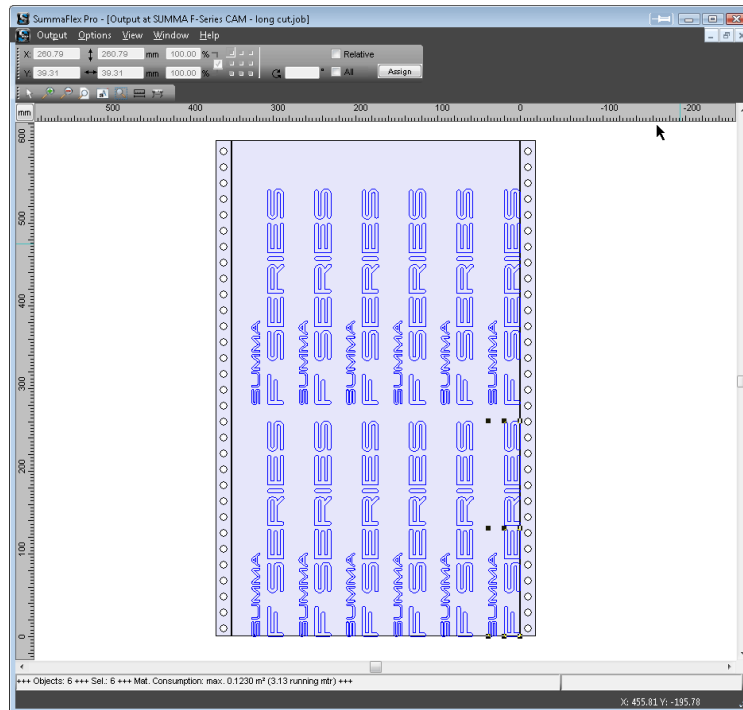 SummaFlex Pro - [Output at SUMMA F-Series CAM - long cut.job]
Output Options View Window Help
X: 260.79 260.79 mm 100.00 % Relative
Y: 39.31 39.31 mm 100.00 % ° All Assign
mm 500 400 300 200 100 0 -100 -200
600
500
400
300
200
100
0
SUMMA F SERIES SUMMA F SERIES SUMMA F SERIES SUMMA F SERIES SUMMA F SERIES SUMMA F SERIES
SUMMA F SERIES SUMMA F SERIES SUMMA F SERIES SUMMA F SERIES SUMMA F SERIES SUMMA F SERIES
+++ Objects: 6 +++ Sel.: 6 +++ Mat. Consumption: max. 0.1230 m² (3.13 running mtr) +++
X: 455.81 Y: -195.78